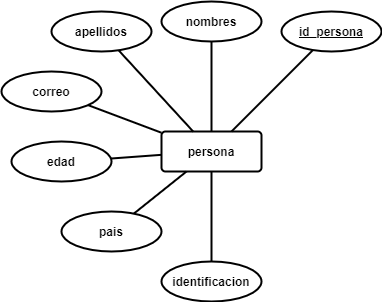 nombres
apellidos
id_persona
correo
persona
edad
pais
identificacion